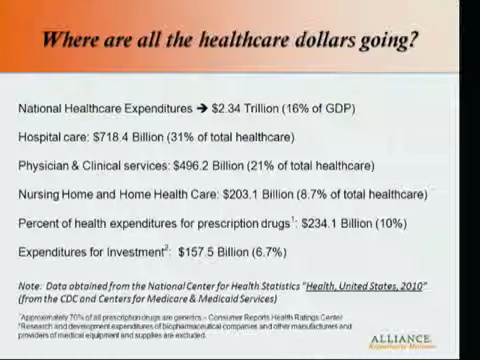 Where are all the healthcare dollars going?
National Healthcare Expenditures ➔ $2.34 Trillion (16% of GDP)
Hospital care: $718.4 Billion (31% of total healthcare)
Physician & Clinical services: $496.2 Billion (21% of total healthcare)
Nursing Home and Home Health Care: $203.1 Billion (8.7% of total healthcare)
Percent of health expenditures for prescription drugs¹: $234.1 Billion (10%)
Expenditures for Investment²: $157.5 Billion (6.7%)
Note: Data obtained from the National Center for Health Statistics "Health, United States, 2010"
(from the CDC and Centers for Medicare & Medicaid Services)
¹Approximately 70% of all prescription drugs are generics – Consumer Reports Health Ratings Center
²Research and development expenditures of biopharmaceutical companies and other manufacturers and
providers of medical equipment and supplies are excluded.
ALLIANCE